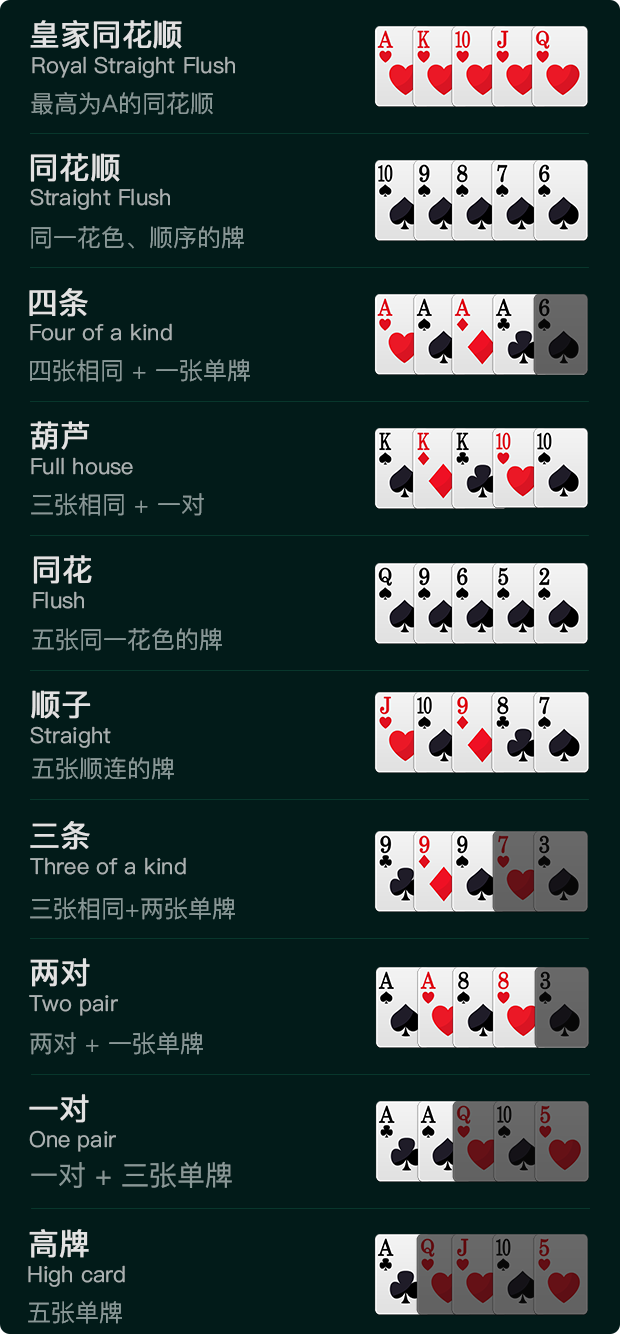 皇家同花顺
Royal Straight Flush
最高为A的同花顺
A K 10 J Q
同花顺
Straight Flush
同一花色、顺序的牌
10 9 8 7 6
四条
Four of a kind
四张相同 + 一张单牌
A A A A 6
葫芦
Full house
三张相同 + 一对
K K K 10 10
同花
Flush
五张同一花色的牌
Q 9 6 5 2
顺子
Straight
五张顺连的牌
J 10 9 8 7
三条
Three of a kind
三张相同+两张单牌
9 9 9 7 3
两对
Two pair
两对 + 一张单牌
A A 8 8 3
一对
One pair
一对 + 三张单牌
A A Q 10 5
高牌
High card
五张单牌
A Q J 10 5